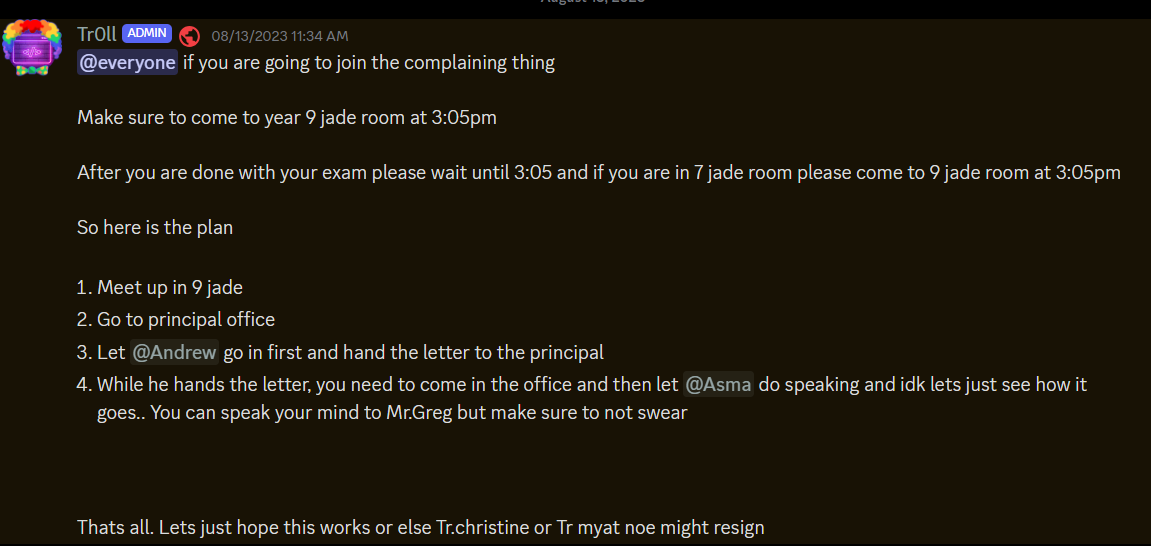 Tr0ll ADMIN 08/13/2023 11:34 AM
@everyone if you are going to join the complaining thing
Make sure to come to year 9 jade room at 3:05pm
After you are done with your exam please wait until 3:05 and if you are in 7 jade room please come to 9 jade room at 3:05pm
So here is the plan
1. Meet up in 9 jade
2. Go to principal office
3. Let @Andrew go in first and hand the letter to the principal
4. While he hands the letter, you need to come in the office and then let @Asma do speaking and idk lets just see how it
goes.. You can speak your mind to Mr.Greg but make sure to not swear
Thats all. Lets just hope this works or else Tr.christine or Tr myat noe might resign